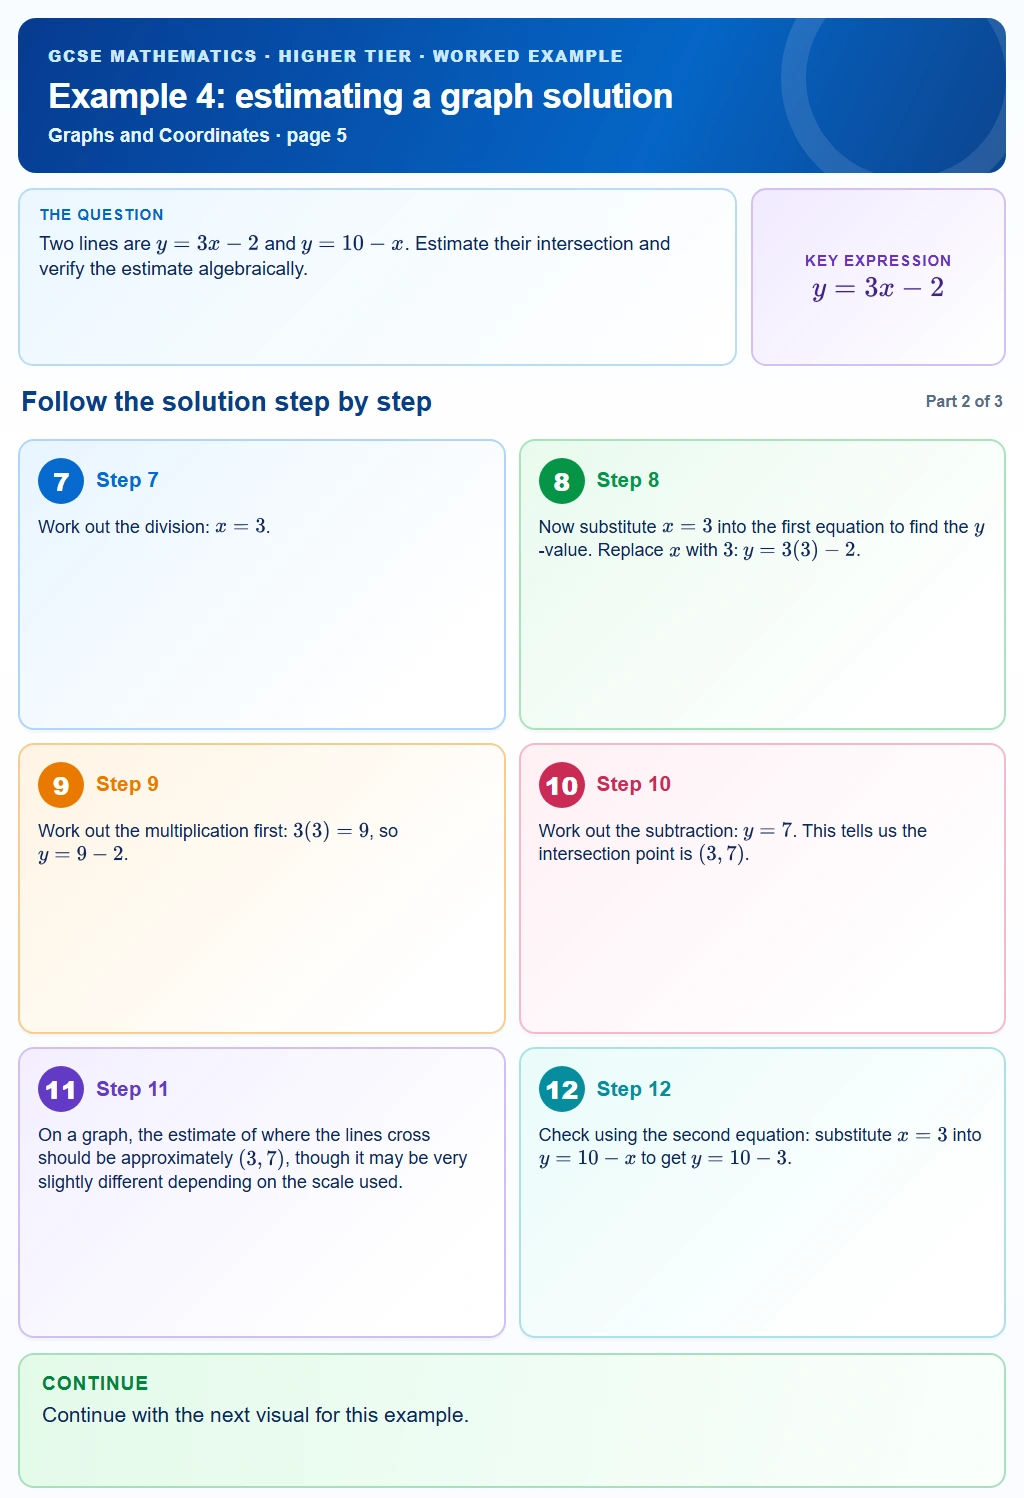 GCSE MATHEMATICS · HIGHER TIER · WORKED EXAMPLE
Example 4: estimating a graph solution
Graphs and Coordinates · page 5
THE QUESTION
Two lines are y = 3x − 2 and y = 10 − x. Estimate their intersection and
verify the estimate algebraically.
KEY EXPRESSION
y = 3x − 2
Follow the solution step by step
Part 2 of 3
7 Step 7
Work out the division: x = 3.
8 Step 8
Now substitute x = 3 into the first equation to find the y
-value. Replace x with 3: y = 3(3) − 2.
9 Step 9
Work out the multiplication first: 3(3) = 9, so
y = 9 − 2.
10 Step 10
Work out the subtraction: y = 7. This tells us the
intersection point is (3, 7).
11 Step 11
On a graph, the estimate of where the lines cross
should be approximately (3, 7), though it may be very
slightly different depending on the scale used.
12 Step 12
Check using the second equation: substitute x = 3 into
y = 10 − x to get y = 10 − 3.
CONTINUE
Continue with the next visual for this example.